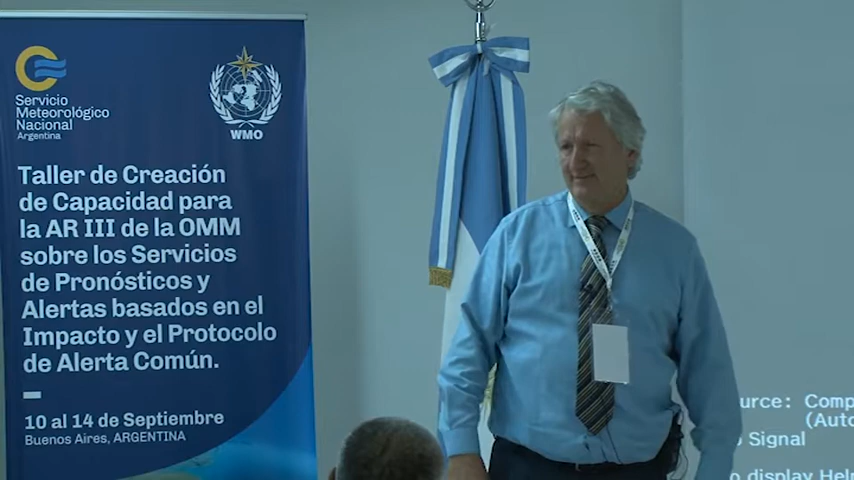 Servicio
Meteorológico
Nacional
Argentina
WMO
Taller de Creación
de Capacidad para
la AR III de la OMM
sobre los Servicios
de Pronósticos y
Alertas basados en el
Impacto y el Protocolo
de Alerta Común.
10 al 14 de Septiembre
Buenos Aires, ARGENTINA
urce: Comp
(Auto
o Signal
o display Help